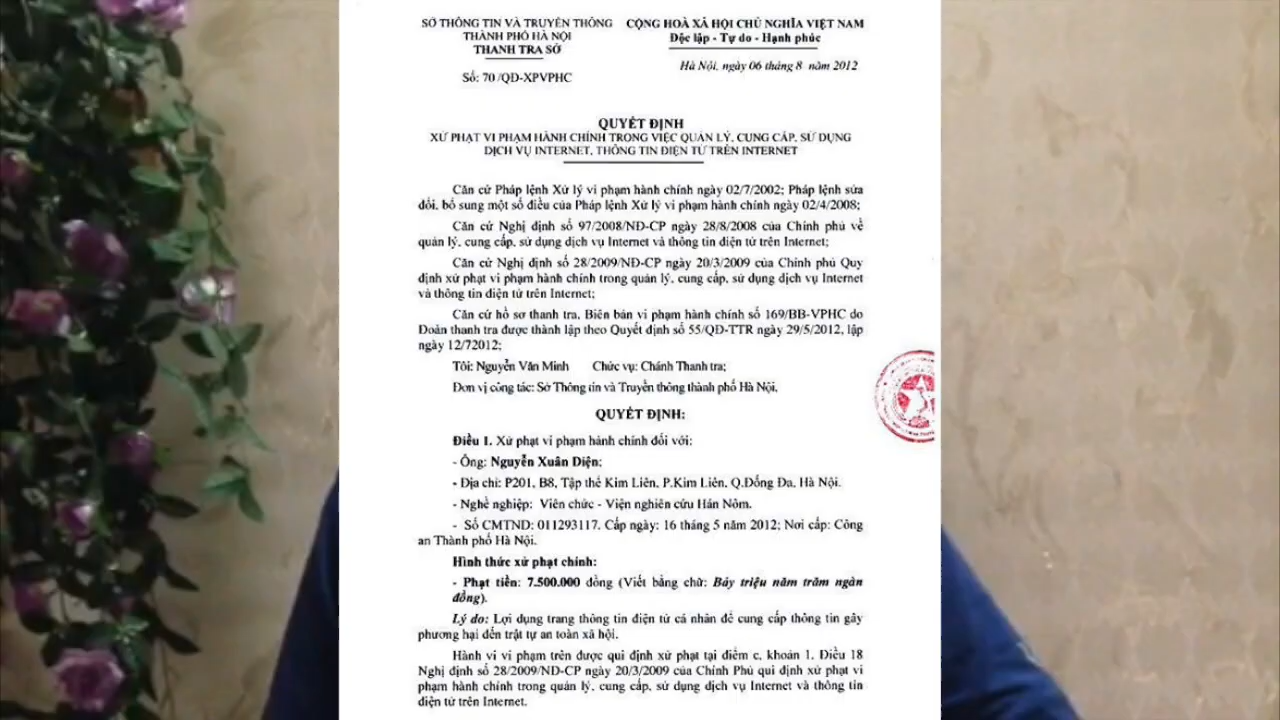 SỞ THÔNG TIN VÀ TRUYỀN THÔNG
THÀNH PHỐ HÀ NỘI
THANH TRA SỞ
Số: 70 /QĐ-XPVPHC
CỘNG HOÀ XÃ HỘI CHỦ NGHĨA VIỆT NAM
Độc lập - Tự do - Hạnh phúc
Hà Nội, ngày 06 tháng 8 năm 2012
QUYẾT ĐỊNH
XỬ PHẠT VI PHẠM HÀNH CHÍNH TRONG VIỆC QUẢN LÝ, CUNG CẤP, SỬ DỤNG
DỊCH VỤ INTERNET, THÔNG TIN ĐIỆN TỬ TRÊN INTERNET
Căn cứ Pháp lệnh Xử lý vi phạm hành chính ngày 02/7/2002; Pháp lệnh sửa
đổi, bổ sung một số điều của Pháp lệnh Xử lý vi phạm hành chính ngày 02/4/2008;
Căn cứ Nghị định số 97/2008/NĐ-CP ngày 28/8/2008 của Chính phủ về
quản lý, cung cấp, sử dụng dịch vụ Internet và thông tin điện tử trên Internet;
Căn cứ Nghị định số 28/2009/NĐ-CP ngày 20/3/2009 của Chính phủ Quy
định xử phạt vi phạm hành chính trong quản lý, cung cấp, sử dụng dịch vụ Internet
và thông tin điện tử trên Internet;
Căn cứ hồ sơ thanh tra, Biên bản vi phạm hành chính số 169/BB-VPHC do
Đoàn thanh tra được thành lập theo Quyết định số 55/QĐ-TTR ngày 29/5/2012, lập
ngày 12/72012;
Tôi: Nguyễn Văn Minh Chức vụ: Chánh Thanh tra;
Đơn vị công tác: Sở Thông tin và Truyền thông thành phố Hà Nội.
QUYẾT ĐỊNH:
Điều 1. Xử phạt vi phạm hành chính đối với:
- Ông: Nguyễn Xuân Diện;
- Địa chỉ: P201, B8, Tập thể Kim Liên, P.Kim Liên, Q.Đống Đa, Hà Nội.
- Nghề nghiệp: Viên chức - Viện nghiên cứu Hán Nôm.
- Số CMTND: 011293117. Cấp ngày: 16 tháng 5 năm 2012; Nơi cấp: Công
an Thành phố Hà Nội.
Hình thức xử phạt chính:
- Phạt tiền: 7.500.000 đồng (Viết bằng chữ: Bảy triệu năm trăm ngàn
đồng).
Lý do: Lợi dụng trang thông tin điện tử cá nhân để cung cấp thông tin gây
phương hại đến trật tự an toàn xã hội.
Hành vi vi phạm trên được qui định xử phạt tại điểm c, khoản 1, Điều 18
Nghị định số 28/2009/NĐ-CP ngày 20/3/2009 của Chính Phủ qui định xử phạt vi
phạm hành chính trong quản lý, cung cấp, sử dụng dịch vụ Internet và thông tin
điện tử trên Internet.